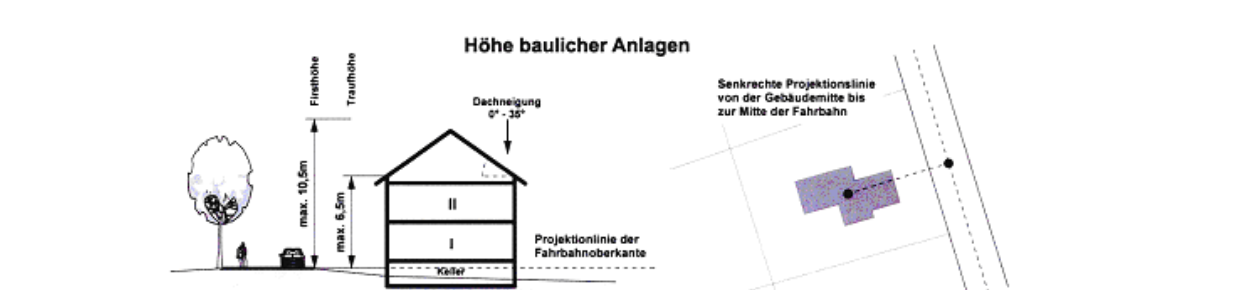 Höhe baulicher Anlagen
Firsthöhe
Traufhöhe
Dachneigung
0° - 35°
max. 10,5m
max. 6,5m
II
I
Keller
Projektionlinie der
Fahrbahnoberkante
Senkrechte Projektionslinie
von der Gebäudemitte bis
zur Mitte der Fahrbahn